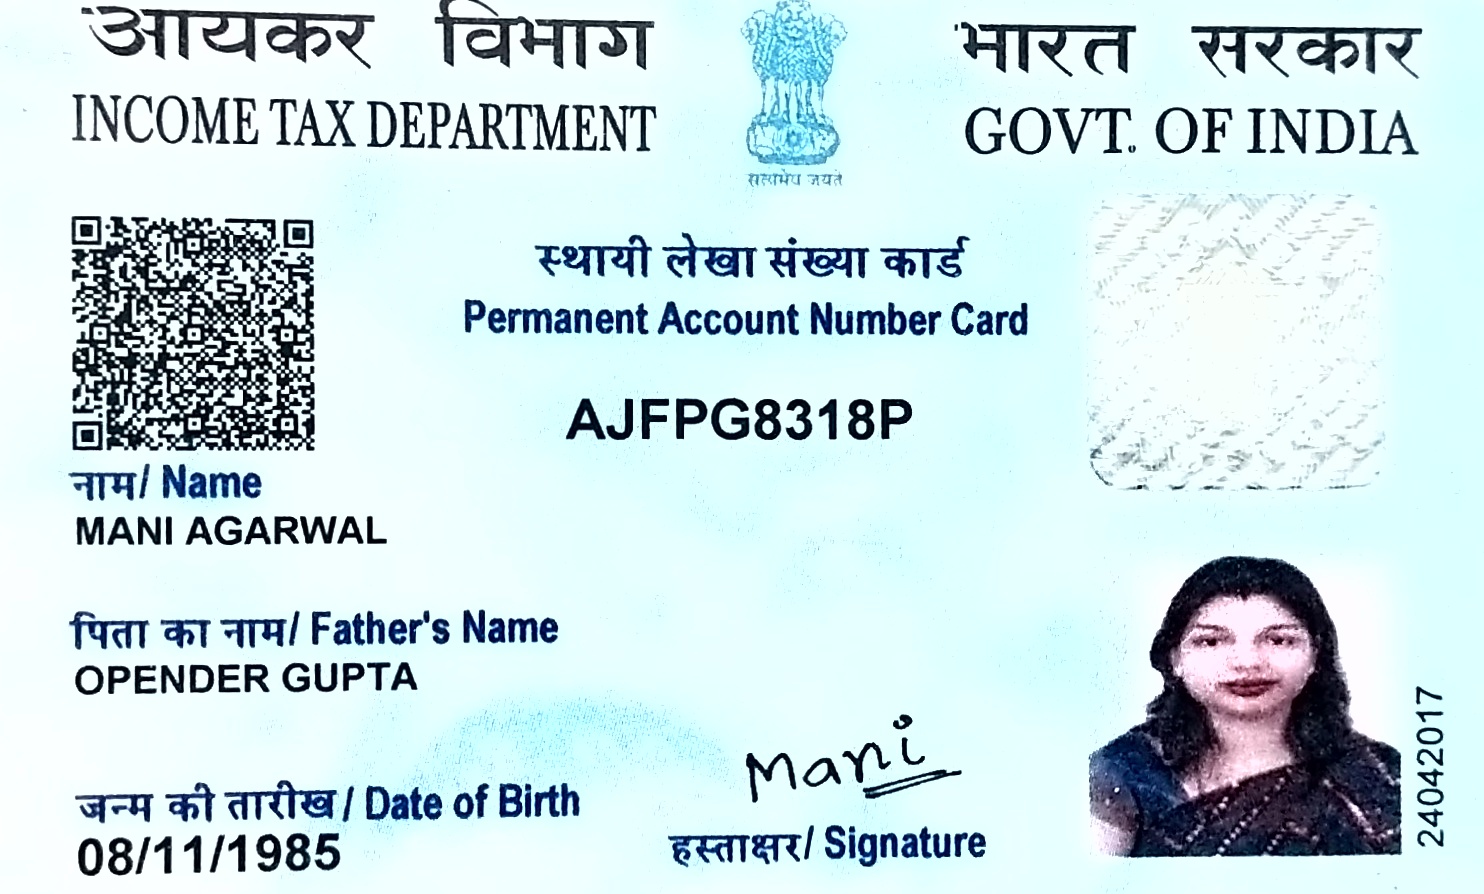 आयकर विभाग
INCOME TAX DEPARTMENT
सत्यमेव जयते
भारत सरकार
GOVT. OF INDIA
स्थायी लेखा संख्या कार्ड
Permanent Account Number Card
AJFPG8318P
नाम/ Name
MANI AGARWAL
पिता का नाम/ Father's Name
OPENDER GUPTA
जन्म की तारीख/ Date of Birth
08/11/1985
Mani
हस्ताक्षर/ Signature
24042017